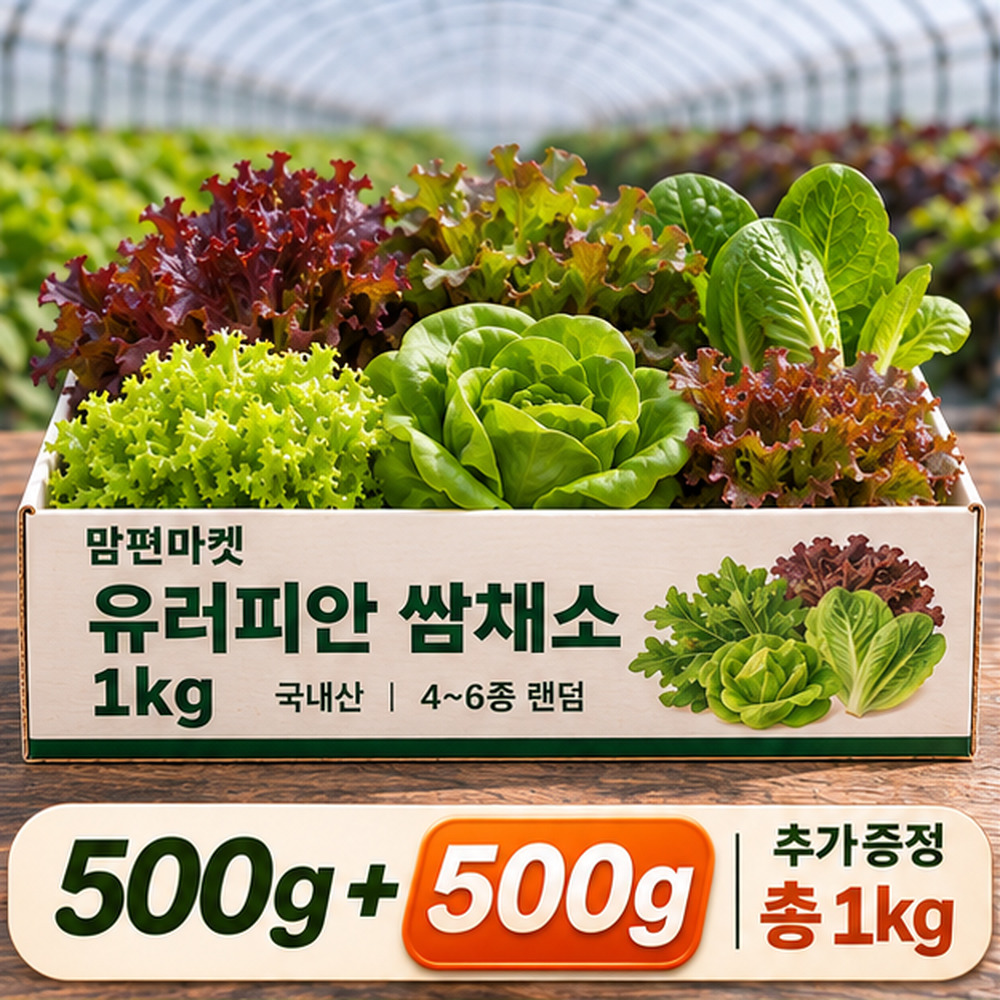 맘편마켓
유러피안 쌈채소
1kg 국내산 | 4~6종 랜덤
500g + 500g
추가증정
총 1kg